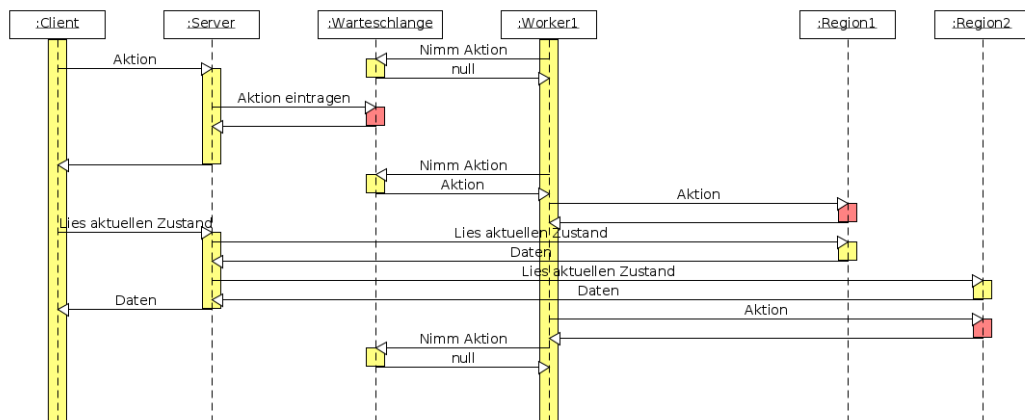 :Client
:Server
:Warteschlange
:Worker1
:Region1
:Region2
Nimm Aktion
Aktion
null
Aktion eintragen
Nimm Aktion
Aktion
Aktion
Lies aktuellen Zustand
Lies aktuellen Zustand
Daten
Lies aktuellen Zustand
Daten
Daten
Aktion
Nimm Aktion
null